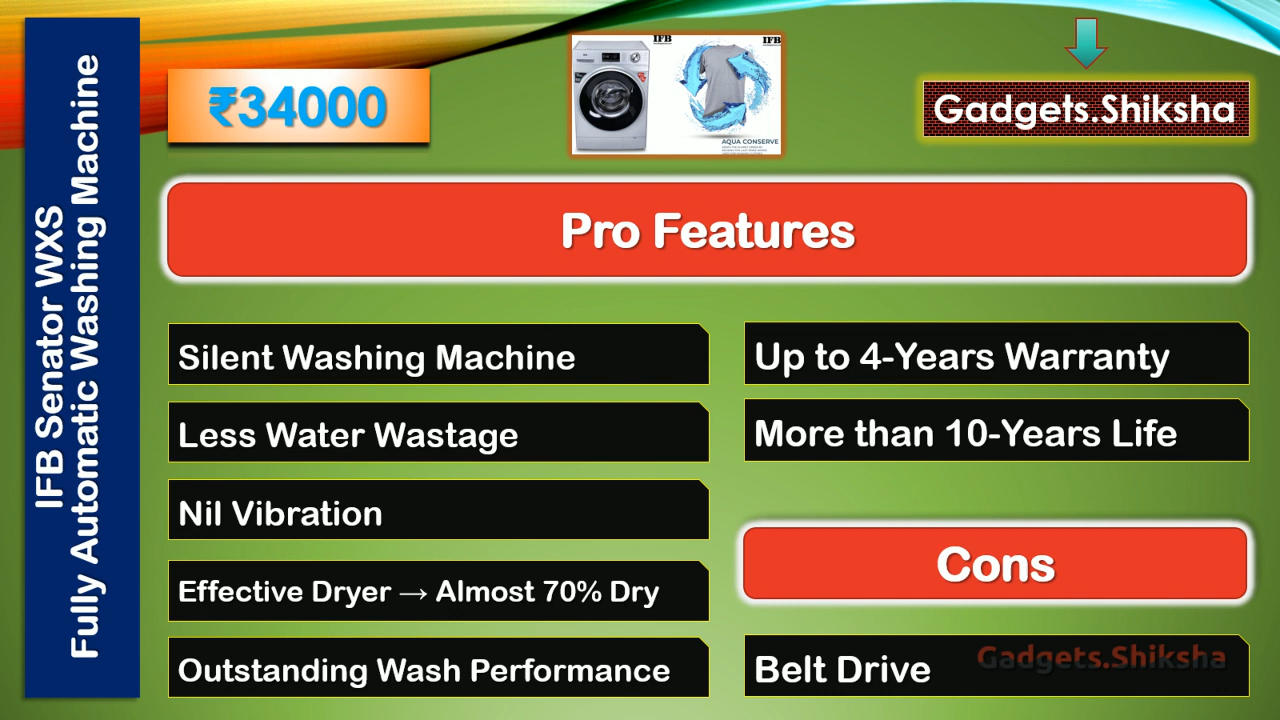 IFB Senator WXS
Fully Automatic Washing Machine
₹34000
IFB
IFB
AQUA CONSERVE
Gadgets.Shiksha
Pro Features
Silent Washing Machine
Less Water Wastage
Nil Vibration
Effective Dryer → Almost 70% Dry
Outstanding Wash Performance
Up to 4-Years Warranty
More than 10-Years Life
Cons
Belt Drive
Gadgets.Shiksha